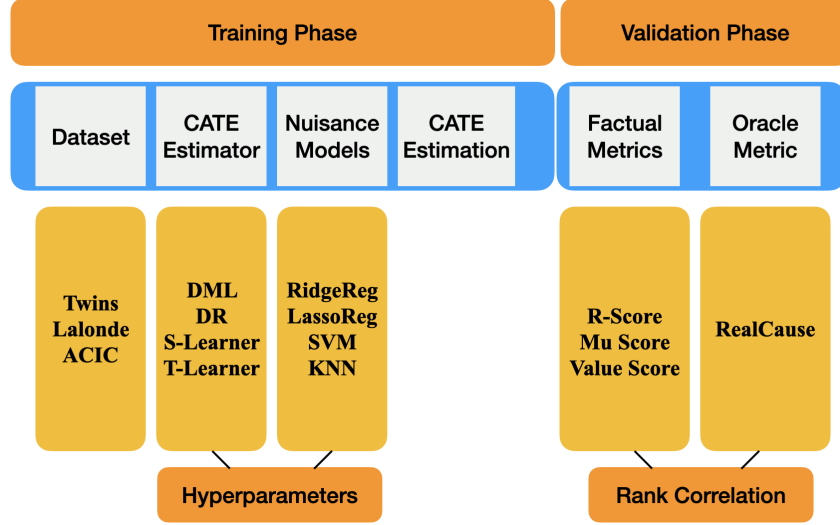 Training Phase
Validation Phase
Dataset
CATE
Estimator
Nuisance
Models
CATE
Estimation
Factual
Metrics
Oracle
Metric
Twins
Lalonde
ACIC
DML
DR
S-Learner
T-Learner
RidgeReg
LassoReg
SVM
KNN
R-Score
Mu Score
Value Score
RealCause
Hyperparameters
Rank Correlation